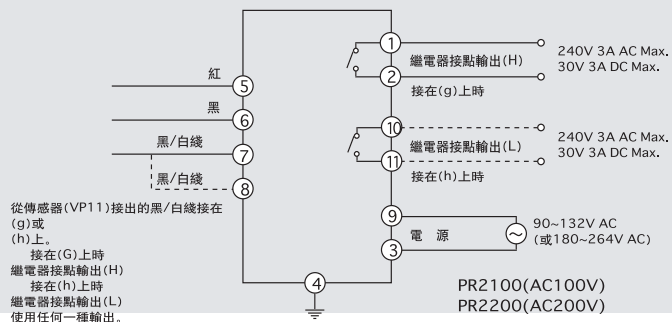 紅
⑤
黑
⑥
黑/白綫
⑦
黑/白綫
⑧
從傳感器(VP11)接出的黑/白綫接在
(g)或
(h)上。
接在(G)上時
繼電器接點輸出(H)
接在(h)上時
繼電器接點輸出(L)
使用任何一種輸出。
①
繼電器接點輸出(H)
②
接在(g)上時
240V 3A AC Max.
30V 3A DC Max.
⑩
繼電器接點輸出(L)
⑪
接在(h)上時
240V 3A AC Max.
30V 3A DC Max.
⑨
電 源
③
90~132V AC
(或180~264V AC)
④
PR2100(AC100V)
PR2200(AC200V)